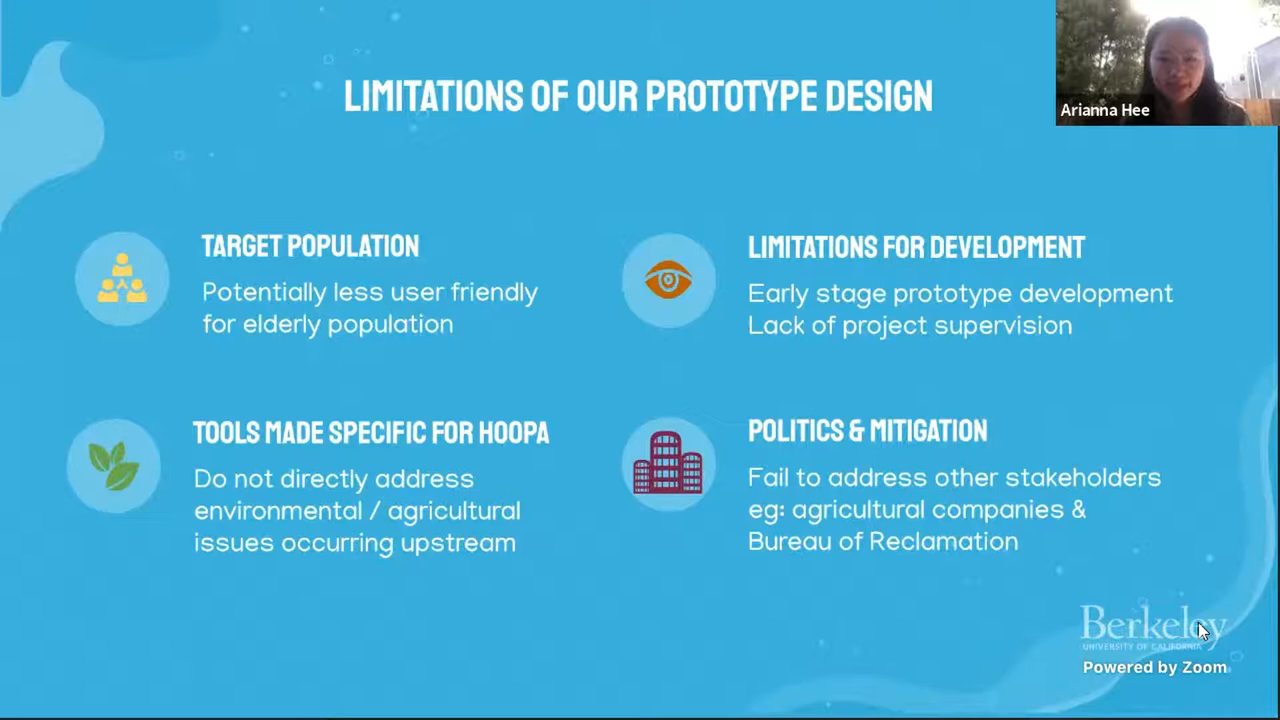 LIMITATIONS OF OUR PROTOTYPE DESIGN
Arianna Hee
TARGET POPULATION
Potentially less user friendly
for elderly population
LIMITATIONS FOR DEVELOPMENT
Early stage prototype development
Lack of project supervision
TOOLS MADE SPECIFIC FOR HOOPA
Do not directly address
environmental / agricultural
issues occurring upstream
POLITICS & MITIGATION
Fail to address other stakeholders
eg: agricultural companies &
Bureau of Reclamation
Berkeley
UNIVERSITY OF CALIFORNIA
Powered by Zoom